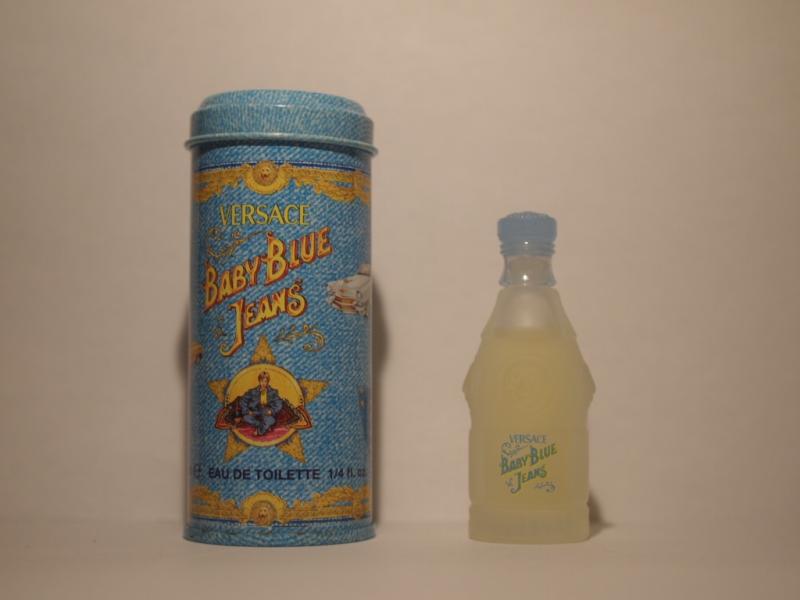 VERSACE
BABY BLUE
JEANS
EAU DE TOILETTE 1/4 fl. oz.
VERSACE
BABY BLUE
JEANS